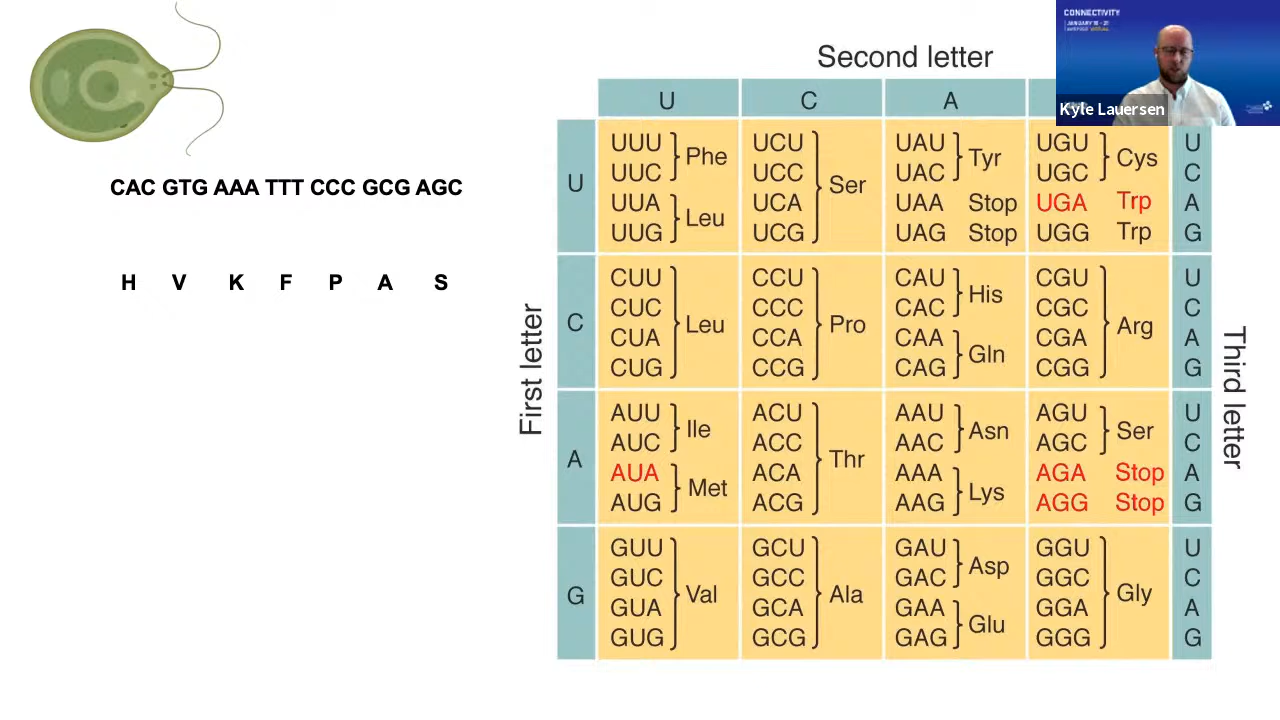 CONNECTIVITY
Kyle Lauersen
CAC GTG AAA TTT CCC GCG AGC
H V K F P A S
Second letter
U C A
First letter
U
UUU
UUC
Phe
UUA
UUG
Leu
UCU
UCC
UCA
UCG
Ser
UAU
UAC
Tyr
UAA Stop
UAG Stop
UGU
UGC
Cys
UGA Trp
UGG Trp
U
C
A
G
C
CUU
CUC
CUA
CUG
Leu
CCU
CCC
CCA
CCG
Pro
CAU
CAC
His
CAA
CAG
Gln
CGU
CGC
CGA
CGG
Arg
U
C
A
G
A
AUU
AUC
Ile
AUA
AUG
Met
ACU
ACC
ACA
ACG
Thr
AAU
AAC
Asn
AAA
AAG
Lys
AGU
AGC
Ser
AGA Stop
AGG Stop
U
C
A
G
G
GUU
GUC
GUA
GUG
Val
GCU
GCC
GCA
GCG
Ala
GAU
GAC
Asp
GAA
GAG
Glu
GGU
GGC
GGA
GGG
Gly
U
C
A
G
Third letter